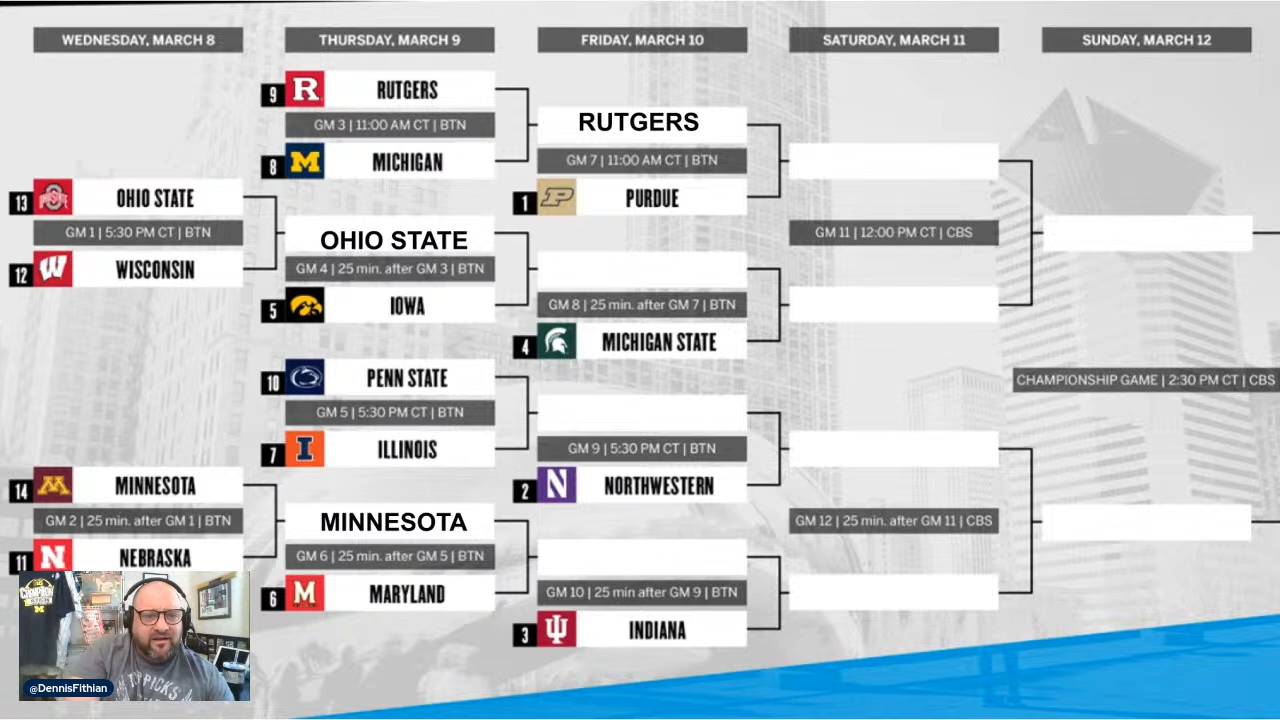 WEDNESDAY, MARCH 8
THURSDAY, MARCH 9
FRIDAY, MARCH 10
SATURDAY, MARCH 11
SUNDAY, MARCH 12
13 OHIO STATE
GM 1 | 5:30 PM CT | BTN
12 WISCONSIN
14 MINNESOTA
GM 2 | 25 min. after GM 1 | BTN
11 NEBRASKA
9 RUTGERS
GM 3 | 11:00 AM CT | BTN
8 MICHIGAN
OHIO STATE
GM 4 | 25 min. after GM 3 | BTN
5 IOWA
10 PENN STATE
GM 5 | 5:30 PM CT | BTN
7 ILLINOIS
MINNESOTA
GM 6 | 25 min. after GM 5 | BTN
6 MARYLAND
RUTGERS
GM 7 | 11:00 AM CT | BTN
1 PURDUE
GM 8 | 25 min. after GM 7 | BTN
4 MICHIGAN STATE
GM 9 | 5:30 PM CT | BTN
2 NORTHWESTERN
GM 10 | 25 min. after GM 9 | BTN
3 INDIANA
GM 11 | 12:00 PM CT | CBS
GM 12 | 25 min. after GM 11 | CBS
CHAMPIONSHIP GAME | 2:30 PM CT | CBS
@DennisFithian